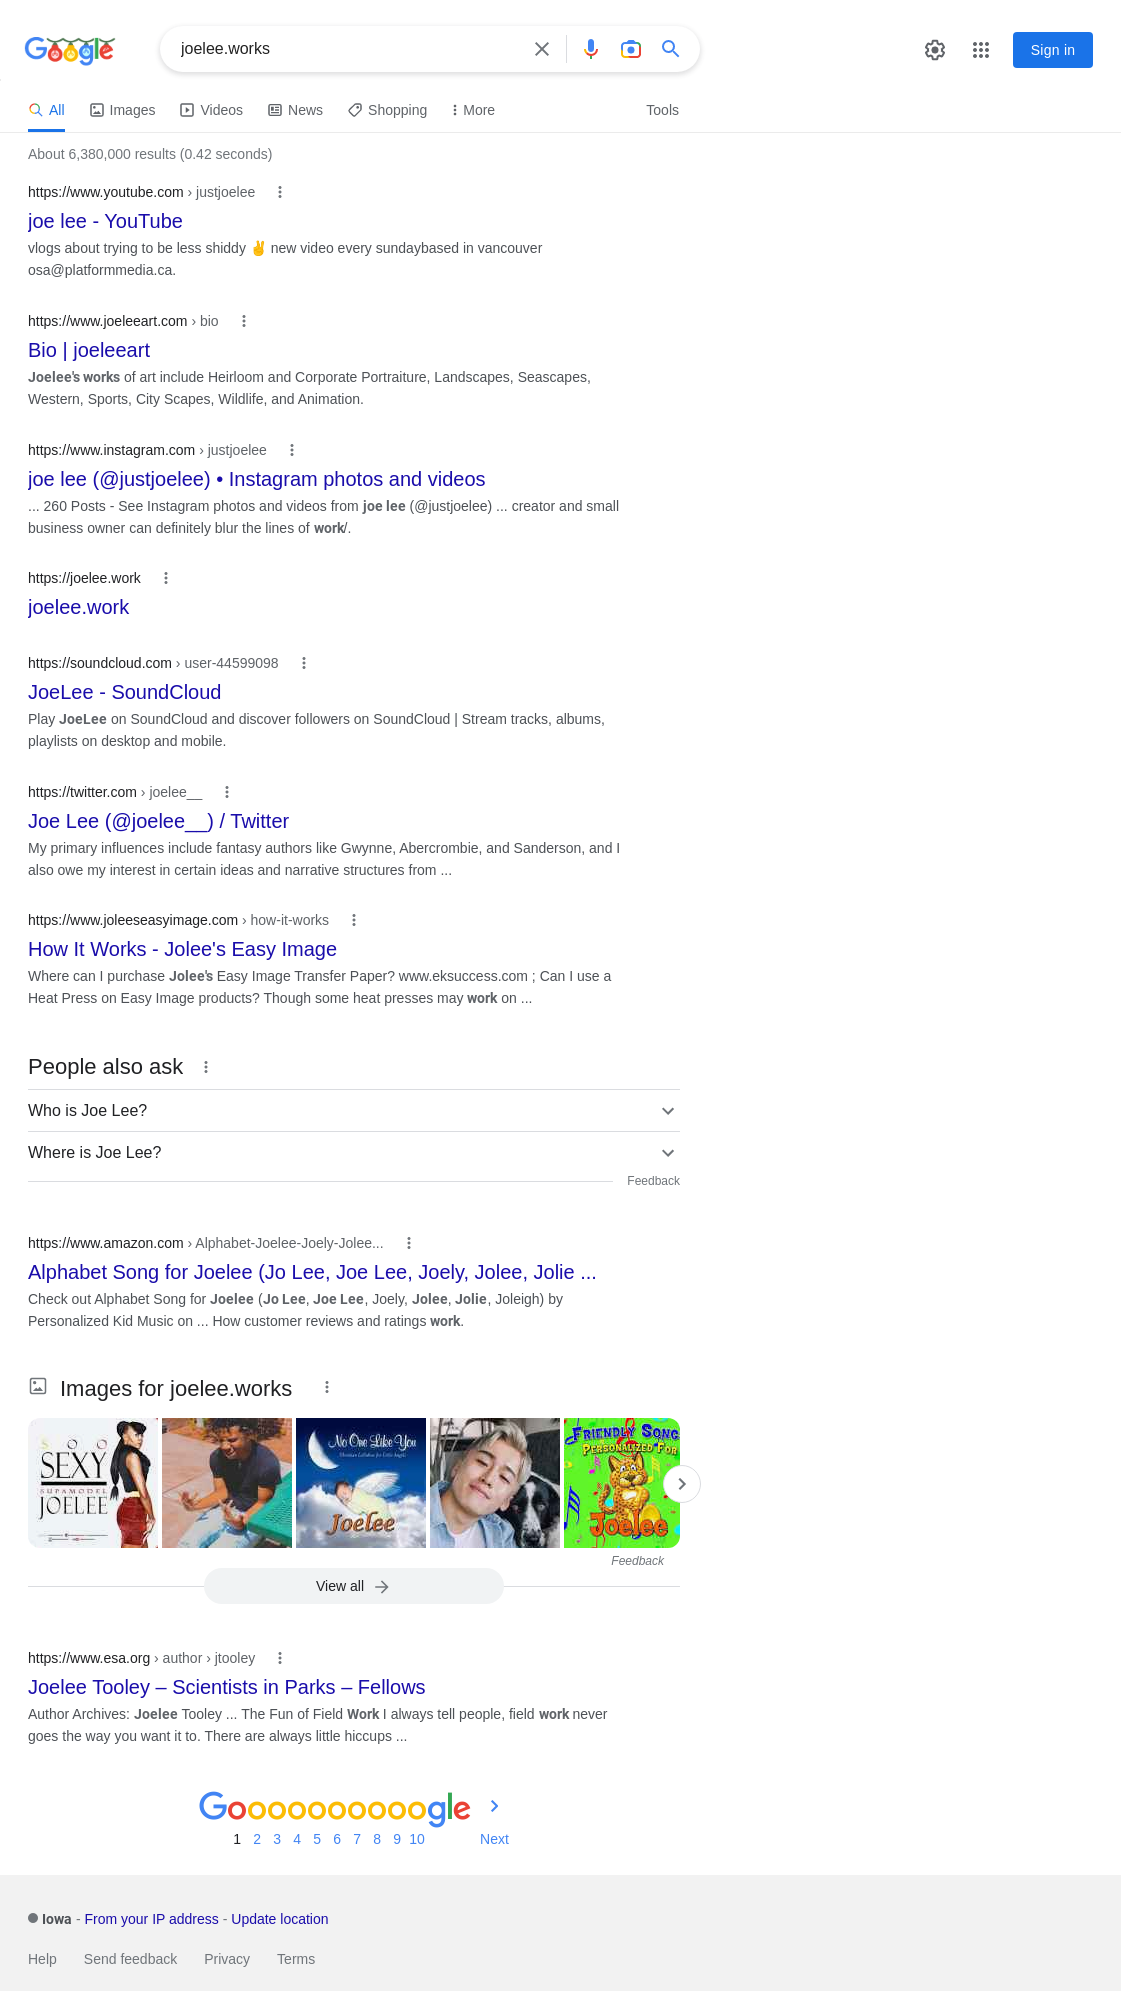 Google
joelee.works
Sign in
All
Images
Videos
News
Shopping
More
Tools
About 6,380,000 results (0.42 seconds)
https://www.youtube.com › justjoelee
joe lee - YouTube
vlogs about trying to be less shiddy ✌️ new video every sundaybased in vancouver
osa@platformmedia.ca.
https://www.joeleeart.com › bio
Bio | joeleeart
Joelee's works of art include Heirloom and Corporate Portraiture, Landscapes, Seascapes,
Western, Sports, City Scapes, Wildlife, and Animation.
https://www.instagram.com › justjoelee
joe lee (@justjoelee) • Instagram photos and videos
... 260 Posts - See Instagram photos and videos from joe lee (@justjoelee) ... creator and small
business owner can definitely blur the lines of work/.
https://joelee.work
joelee.work
https://soundcloud.com › user-44599098
JoeLee - SoundCloud
Play JoeLee on SoundCloud and discover followers on SoundCloud | Stream tracks, albums,
playlists on desktop and mobile.
https://twitter.com › joelee__
Joe Lee (@joelee__) / Twitter
My primary influences include fantasy authors like Gwynne, Abercrombie, and Sanderson, and I
also owe my interest in certain ideas and narrative structures from ...
https://www.joleeseasyimage.com › how-it-works
How It Works - Jolee's Easy Image
Where can I purchase Jolee's Easy Image Transfer Paper? www.eksuccess.com ; Can I use a
Heat Press on Easy Image products? Though some heat presses may work on ...
People also ask
Who is Joe Lee?
Where is Joe Lee?
Feedback
https://www.amazon.com › Alphabet-Joelee-Joely-Jolee...
Alphabet Song for Joelee (Jo Lee, Joe Lee, Joely, Jolee, Jolie ...
Check out Alphabet Song for Joelee (Jo Lee, Joe Lee, Joely, Jolee, Jolie, Joleigh) by
Personalized Kid Music on ... How customer reviews and ratings work.
Images for joelee.works
SOO
SEXY
SUPAMODEL
JOELEE
No One Like You
Christian Lullabies for Little Angels
Joelee
FRIENDLY SONG
PERSONALIZED FOR
Joelee
Feedback
View all
https://www.esa.org › author › jtooley
Joelee Tooley – Scientists in Parks – Fellows
Author Archives: Joelee Tooley ... The Fun of Field Work I always tell people, field work never
goes the way you want it to. There are always little hiccups ...
Goooooooooogle
1 2 3 4 5 6 7 8 9 10 Next
Iowa - From your IP address - Update location
Help
Send feedback
Privacy
Terms